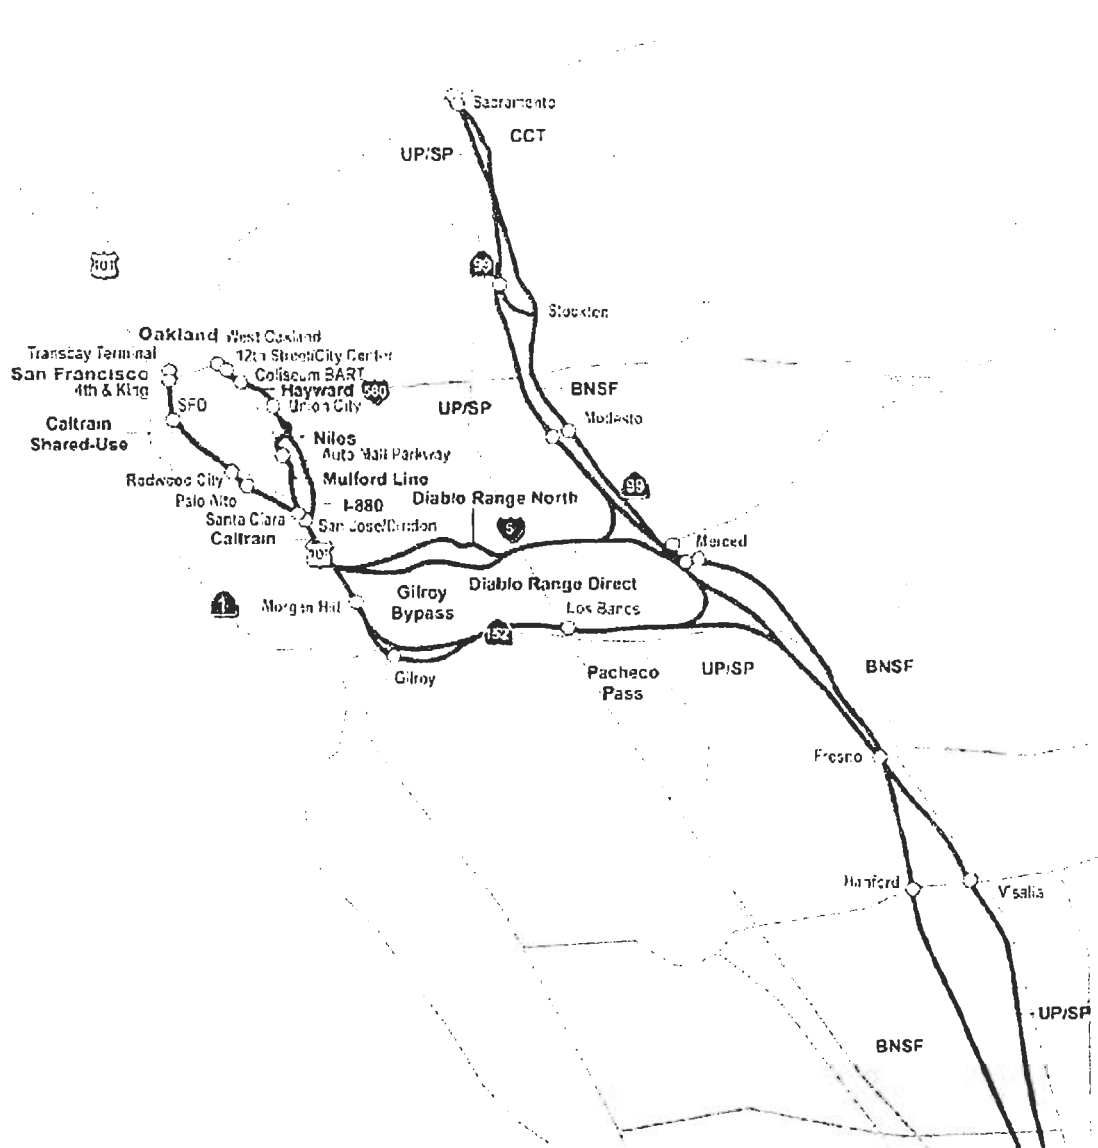 Sacramento
CCT
UP/SP
101
99
Stockton
Oakland West Oakland
Transbay Terminal
12th Street/City Center
San Francisco
Coliseum BART
4th & King
Hayward
580
Union City
SFO
BNSF
UP/SP
Modesto
Caltrain
Shared-Use
Niles
Auto Mall Parkway
Redwood City
Mulford Line
99
Palo Alto
I-880
Diablo Range North
Santa Clara
San Jose/Diridon
5
Caltrain
101
Merced
Diablo Range Direct
Gilroy
Bypass
1
Morgan Hill
Los Banos
152
Gilroy
Pacheco
Pass
UP/SP
BNSF
Fresno
Hanford
Visalia
UP/SP
BNSF